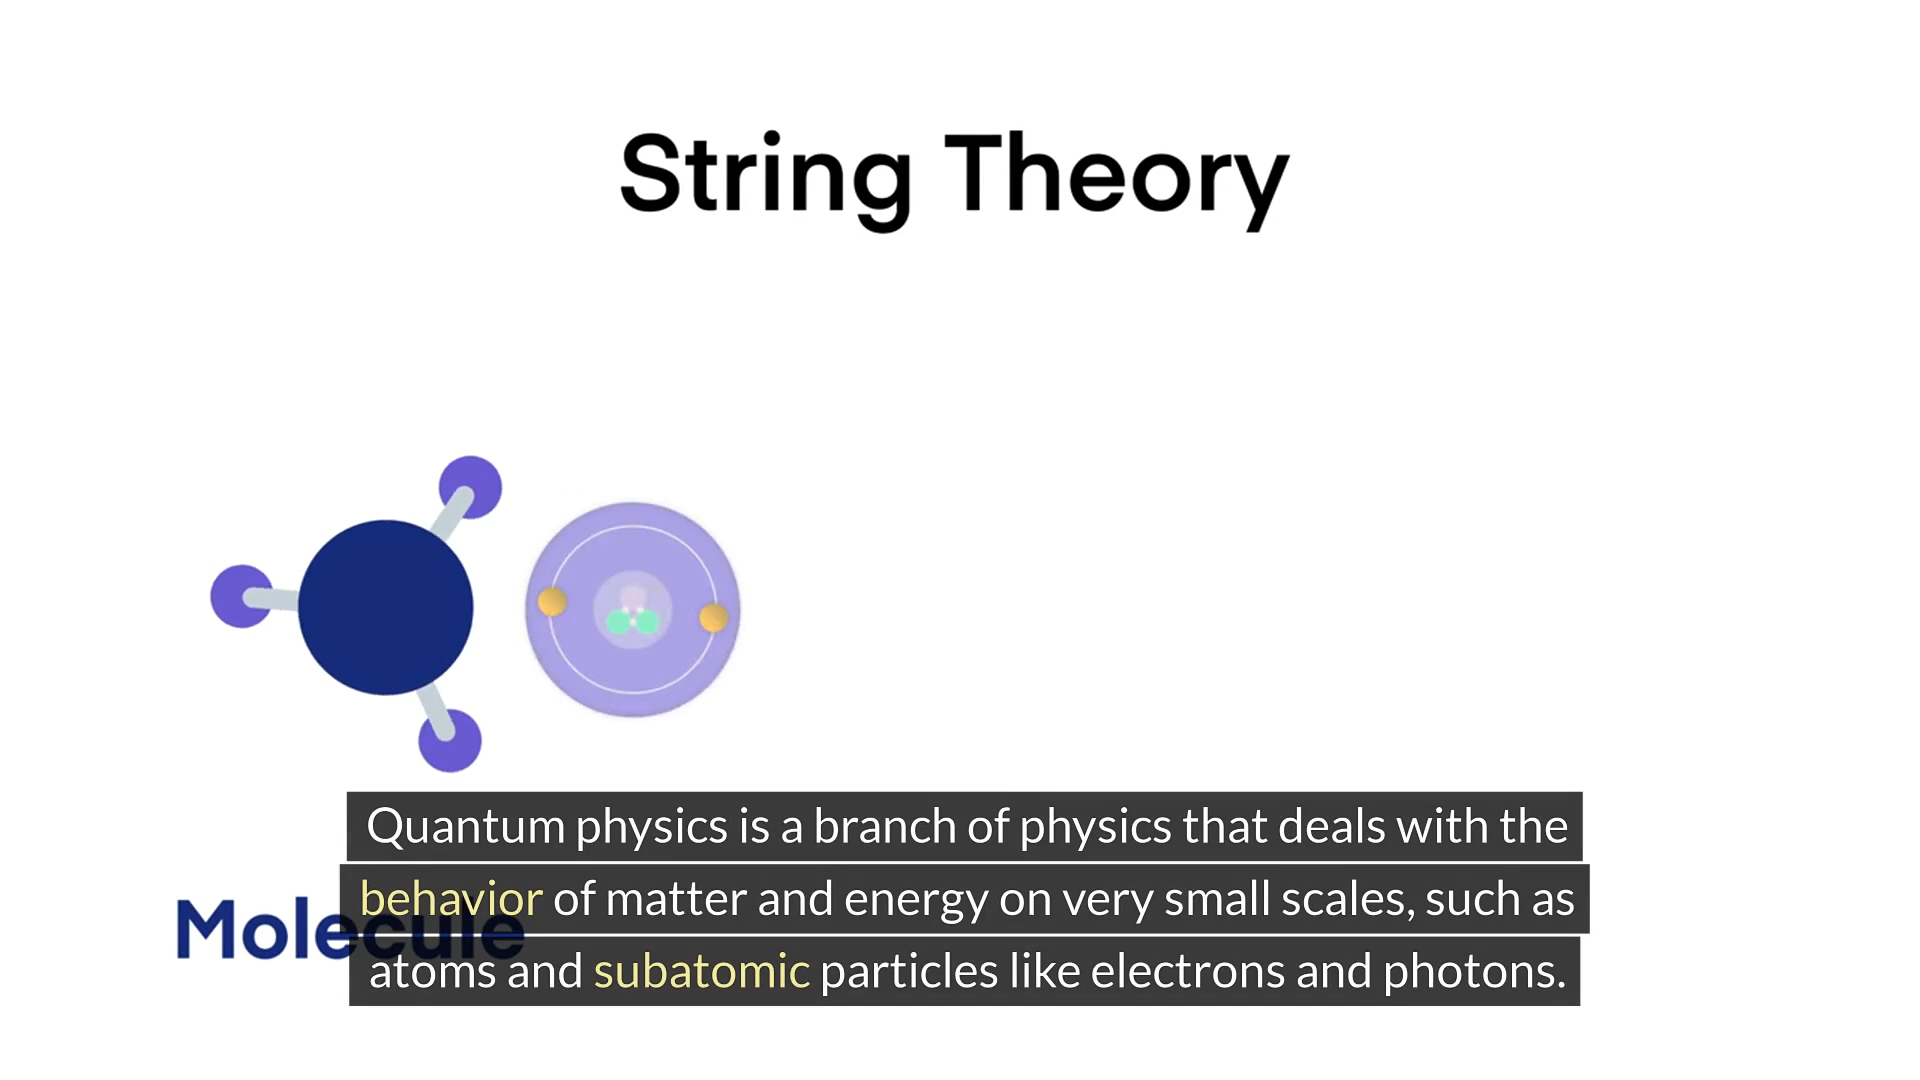 String Theory
Quantum physics is a branch of physics that deals with the
behavior of matter and energy on very small scales, such as
Molecule
atoms and subatomic particles like electrons and photons.